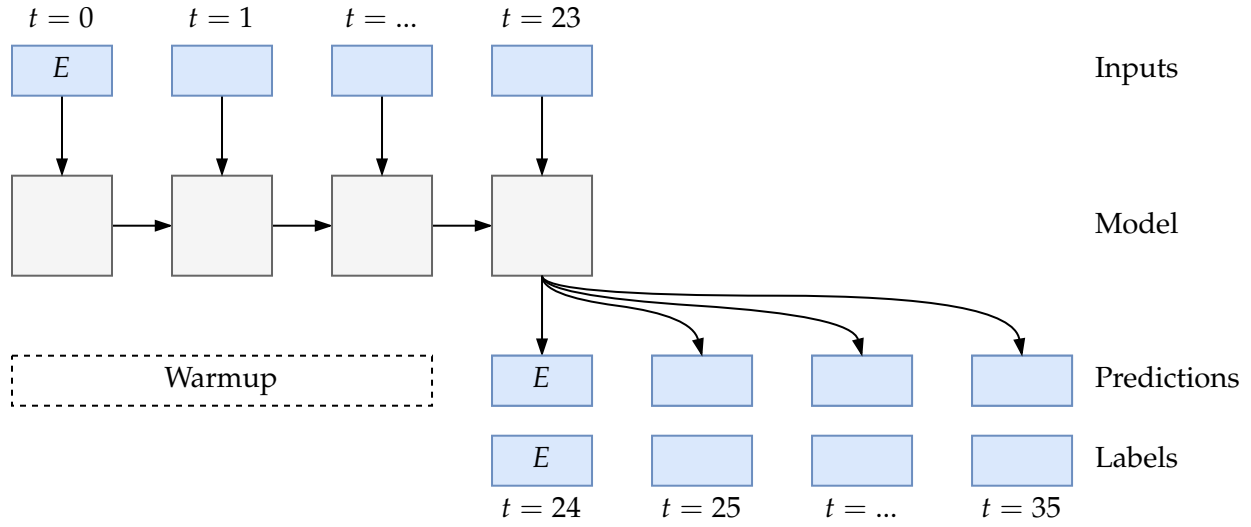 t = 0 t = 1 t = ... t = 23
E Inputs
Model
Warmup E Predictions
E Labels
t = 24 t = 25 t = ... t = 35